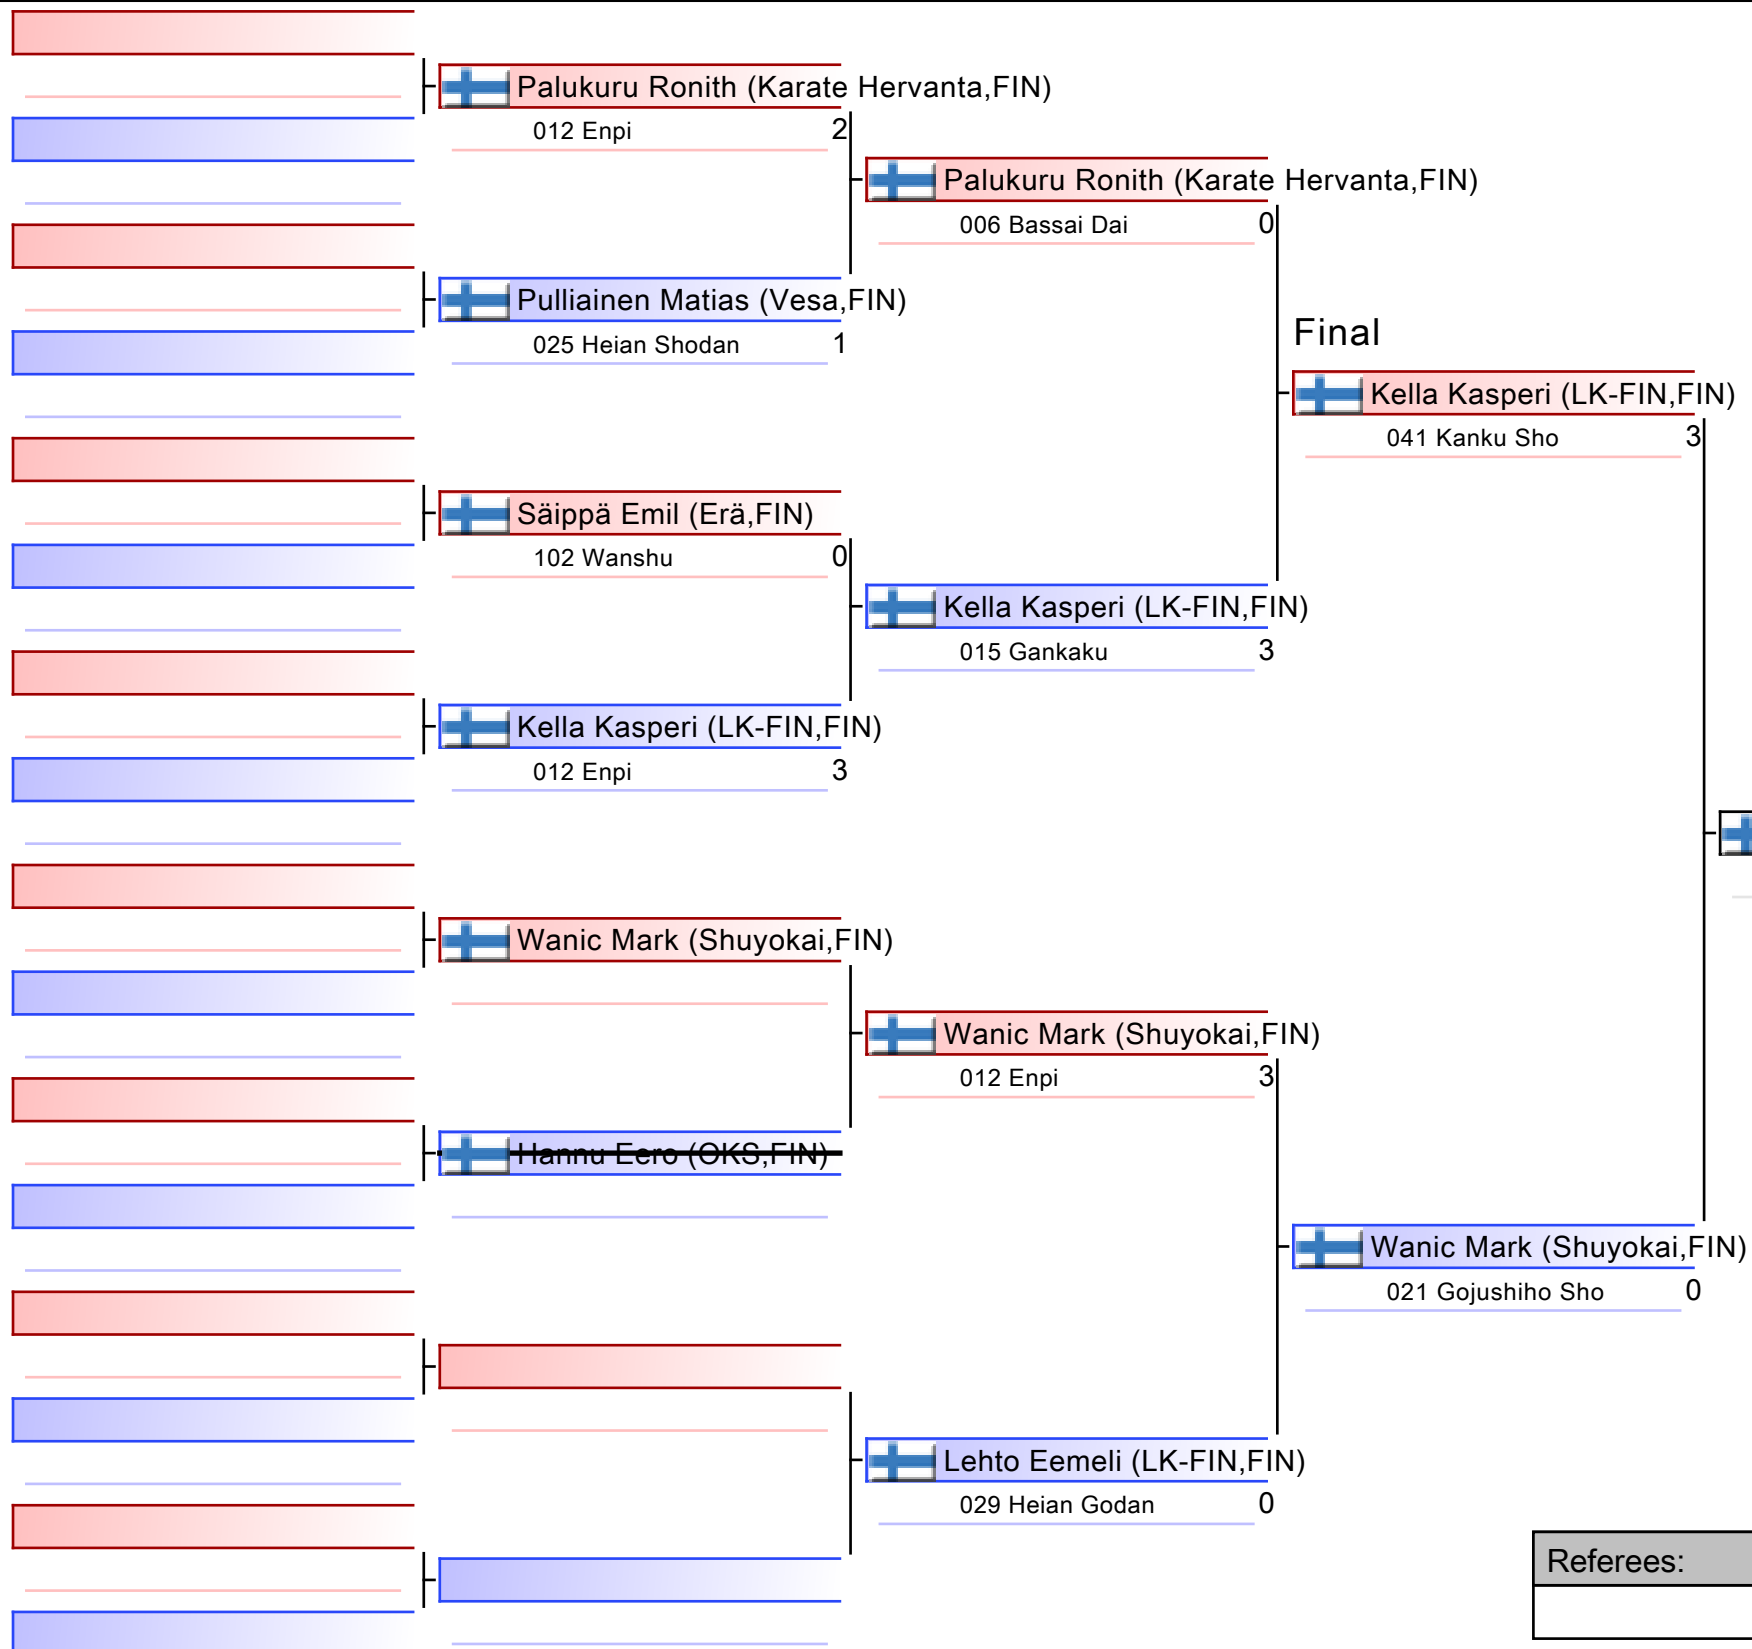 Palukuru Ronith (Karate Hervanta,FIN)
012 Enpi 2
Palukuru Ronith (Karate Hervanta,FIN)
006 Bassai Dai 0
Pulliainen Matias (Vesa,FIN)
025 Heian Shodan 1
Final
Kella Kasperi (LK-FIN,FIN)
041 Kanku Sho 3
Säippä Emil (Erä,FIN)
102 Wanshu 0
Kella Kasperi (LK-FIN,FIN)
015 Gankaku 3
Kella Kasperi (LK-FIN,FIN)
012 Enpi 3
Wanic Mark (Shuyokai,FIN)
Wanic Mark (Shuyokai,FIN)
012 Enpi 3
Hannu Eero (OKS,FIN)
Wanic Mark (Shuyokai,FIN)
021 Gojushiho Sho 0
Lehto Eemeli (LK-FIN,FIN)
029 Heian Godan 0
Referees: